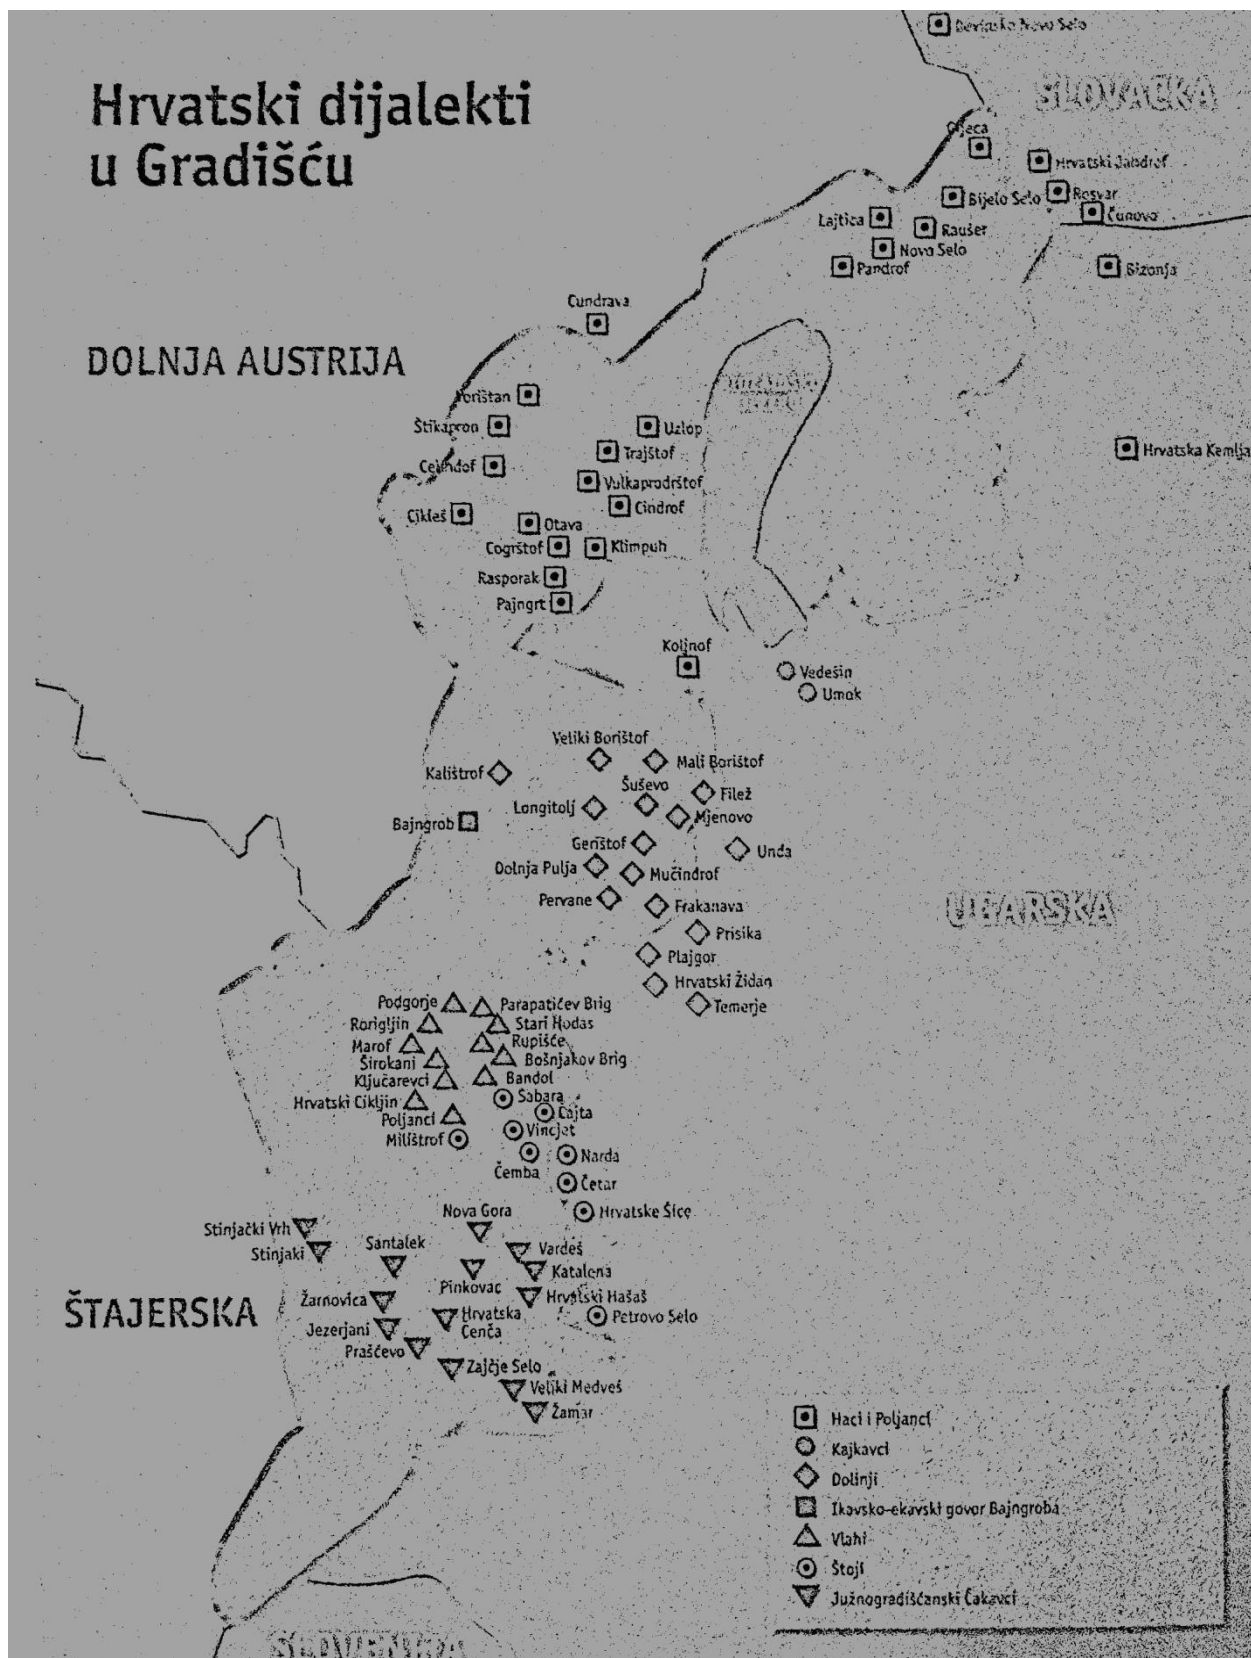 Hrvatski dijalekti
u Gradišću
Devinsko Novo Selo
SLOVAČKA
Hrvatski Jandrof
Bijelo Selo
Rosvar
Čunovo
Lajtica
Raušer
Novo Selo
Pandrof
Bizonja
Cundrava
DOLNJA AUSTRIJA
Štikapron
Uzlop
Trajštof
Hrvatska Kemlja
Vulkaprodrštof
Cindrof
Cikleš
Otava
Cogrštof
Klimpuh
Rasporak
Pajngrt
Koljnof
Vedešin
Umok
Veliki Borištof
Mali Borištof
Kalištrof
Šuševo
Filež
Longitolj
Mjenovo
Bajngrob
Gerištof
Unda
Dolnja Pulja
Mučindrof
Pervane
Frakanava
UGARSKA
Prisika
Plajgor
Hrvatski Židan
Temerje
Podgorje
Parapatićev Brig
Rorigljin
Stari Hodas
Marof
Rupišće
Širokani
Bošnjakov Brig
Ključarevci
Bandol
Hrvatski Cikljin
Sabara
Čajta
Poljanci
Vincjet
Milištrof
Čemba
Narda
Četar
Nova Gora
Hrvatske Šice
Stinjački Vrh
Stinjaki
Santalek
Vardeš
Katalena
Pinkovac
Žarnovica
Hrvatski Hašaš
ŠTAJERSKA
Jezerjani
Hrvatska
Čenča
Petrovo Selo
Prašćevo
Zajčje Selo
Veliki Medveš
Žamar
Haci i Poljanci
Kajkavci
Dolinji
Ikavsko-ekavski govor Bajngroba
Vlahi
Štoji
Južnogradišćanski Čakavci
SLOVENIJA